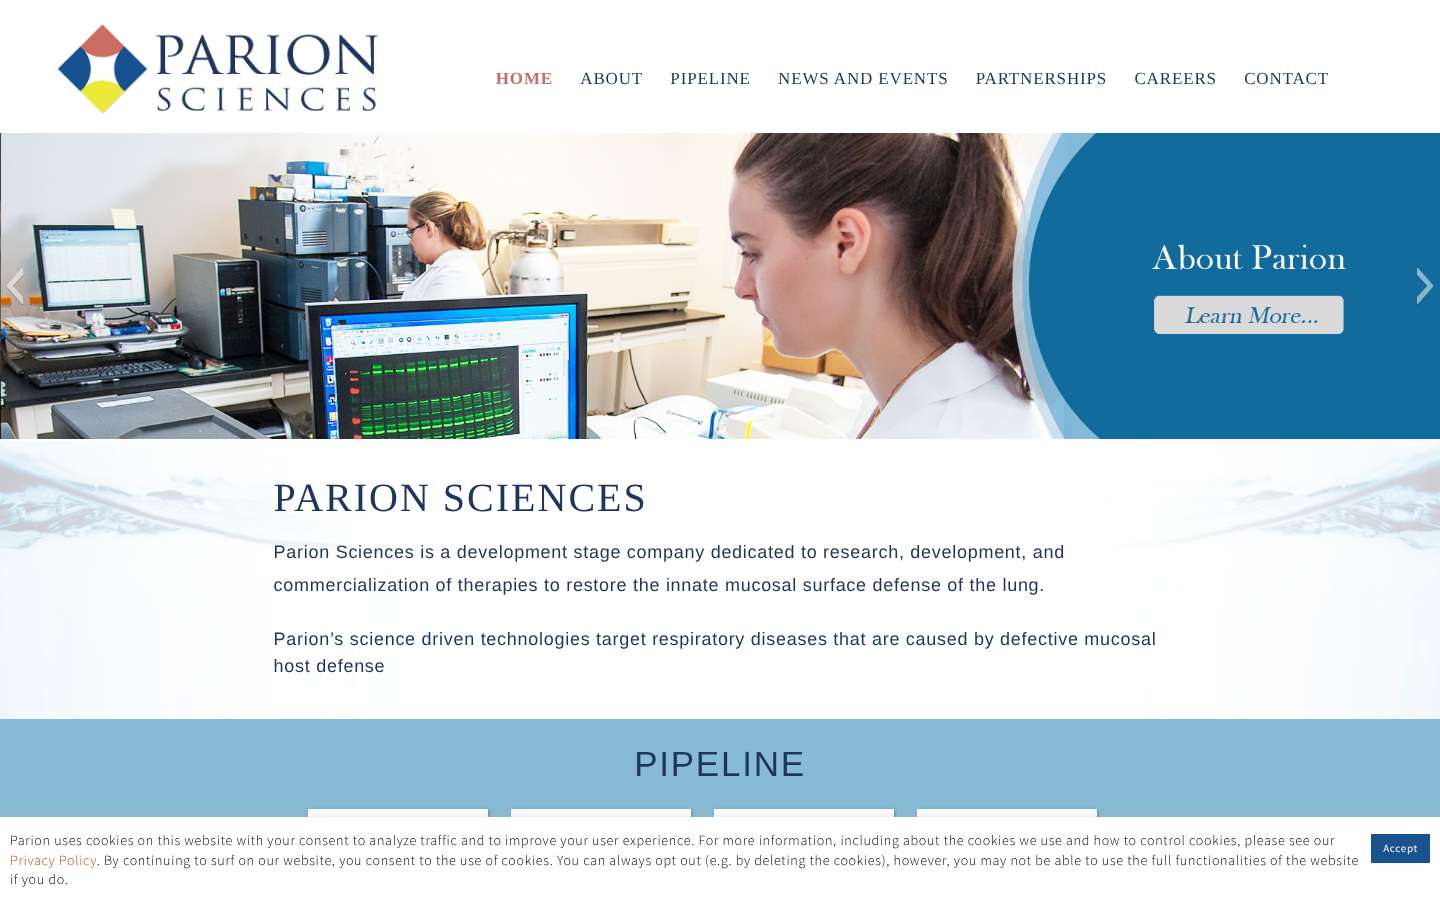 PARION
SCIENCES
HOME ABOUT PIPELINE NEWS AND EVENTS PARTNERSHIPS CAREERS CONTACT
About Parion
Learn More...
PARION SCIENCES
Parion Sciences is a development stage company dedicated to research, development, and
commercialization of therapies to restore the innate mucosal surface defense of the lung.
Parion’s science driven technologies target respiratory diseases that are caused by defective mucosal
host defense
PIPELINE
Parion uses cookies on this website with your consent to analyze traffic and to improve your user experience. For more information, including about the cookies we use and how to control cookies, please see our
Privacy Policy. By continuing to surf on our website, you consent to the use of cookies. You can always opt out (e.g. by deleting the cookies), however, you may not be able to use the full functionalities of the website
if you do.
Accept